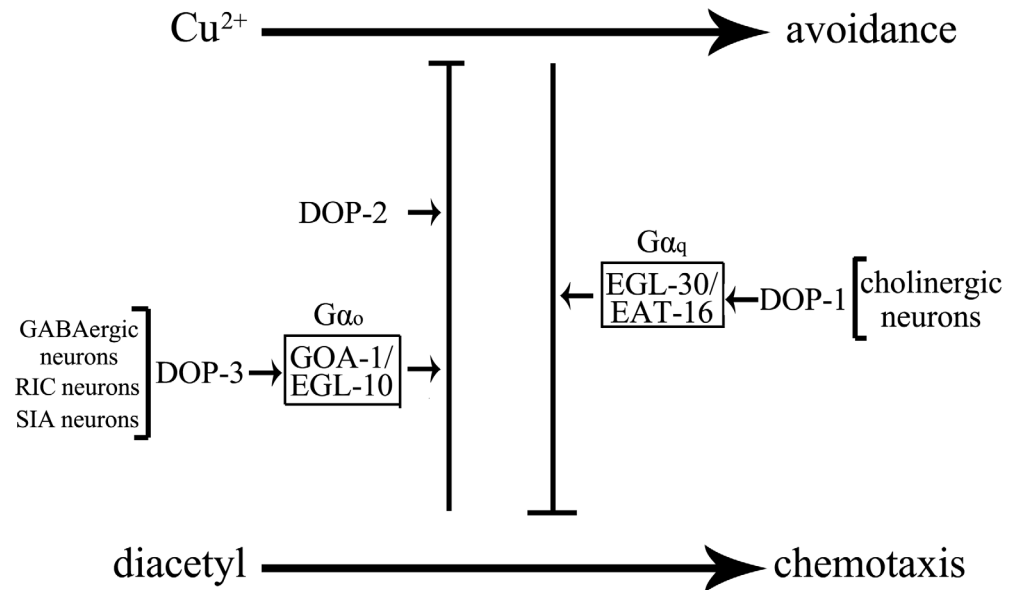 Cu²⁺
avoidance
DOP-2
Gαq
EGL-30/
EAT-16
DOP-1
cholinergic
neurons
GABAergic
neurons
RIC neurons
SIA neurons
DOP-3
Gαo
GOA-1/
EGL-10
diacetyl
chemotaxis